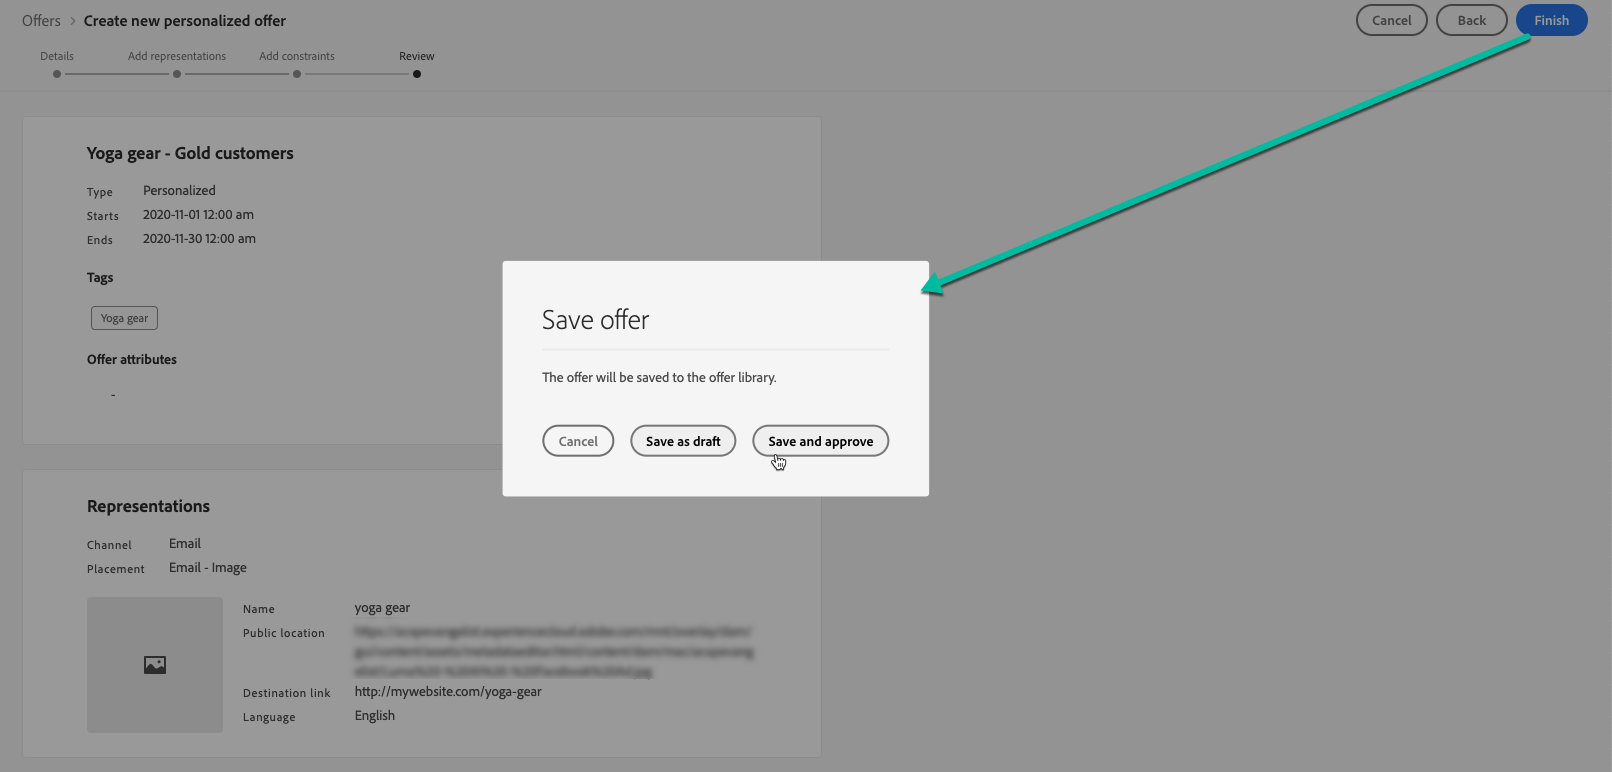 Offers > Create new personalized offer
Cancel
Back
Finish
Details
Add representations
Add constraints
Review
Yoga gear - Gold customers
Type Personalized
Starts 2020-11-01 12:00 am
Ends 2020-11-30 12:00 am
Tags
Yoga gear
Offer attributes
-
Save offer
The offer will be saved to the offer library.
Cancel
Save as draft
Save and approve
Representations
Channel Email
Placement Email - Image
Name yoga gear
Public location
Destination link http://mywebsite.com/yoga-gear
Language English